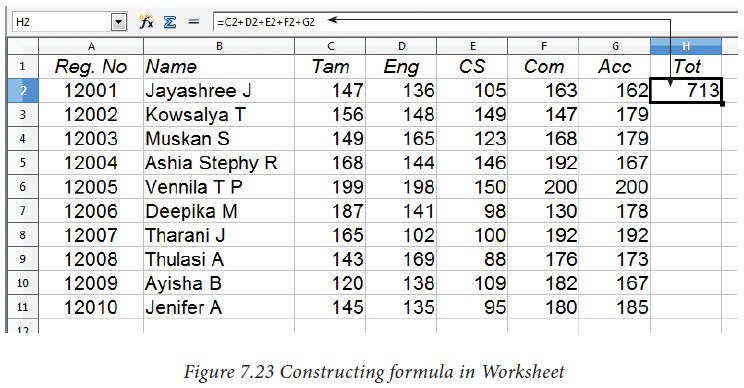 H2 =C2+D2+E2+F2+G2
A B C D E F G H
1 Reg. No Name Tam Eng CS Com Acc Tot
2 12001 Jayashree J 147 136 105 163 162 713
3 12002 Kowsalya T 156 148 149 147 179
4 12003 Muskan S 149 165 123 168 179
5 12004 Ashia Stephy R 168 144 146 192 167
6 12005 Vennila T P 199 198 150 200 200
7 12006 Deepika M 187 141 98 130 178
8 12007 Tharani J 165 102 100 192 192
9 12008 Thulasi A 143 169 88 176 173
10 12009 Ayisha B 120 138 109 182 167
11 12010 Jenifer A 145 135 95 180 185
12
Figure 7.23 Constructing formula in Worksheet